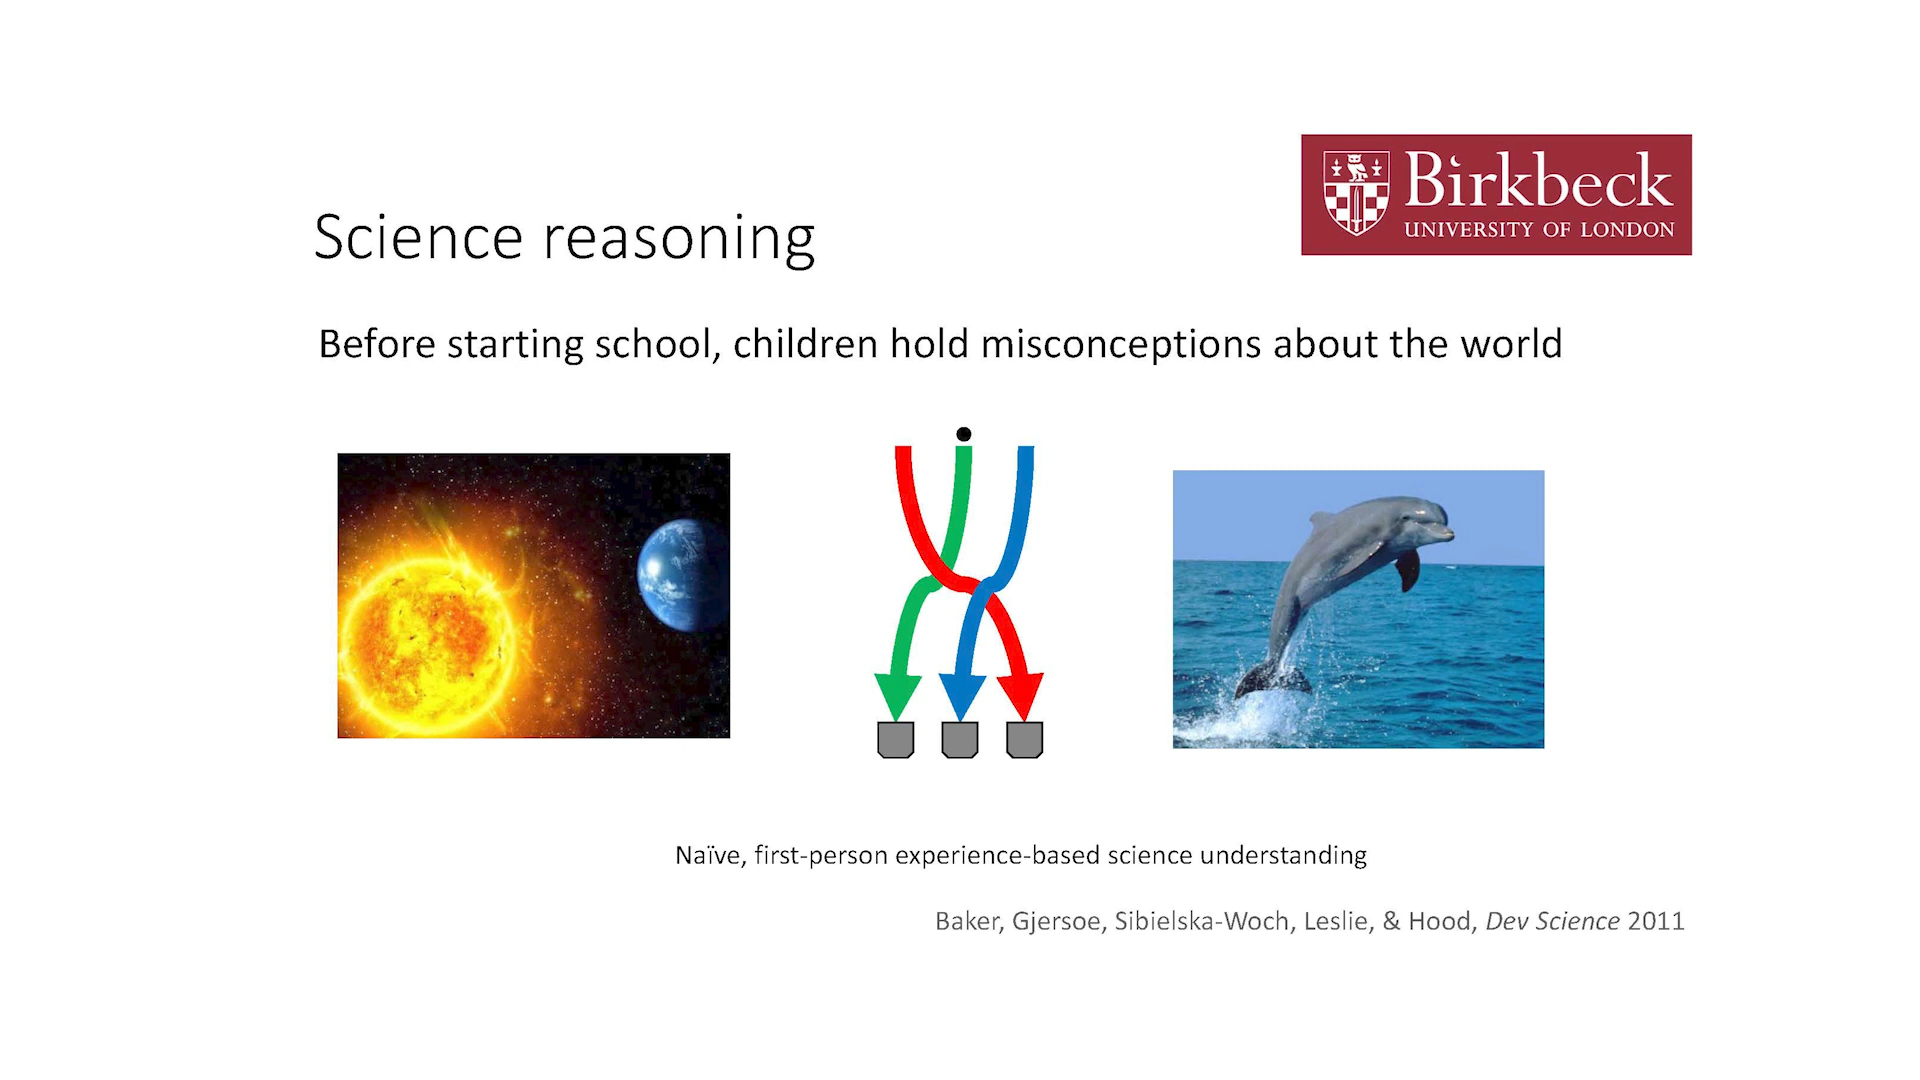 Birkbeck
UNIVERSITY OF LONDON
Science reasoning
Before starting school, children hold misconceptions about the world
Naïve, first-person experience-based science understanding
Baker, Gjersoe, Sibielska-Woch, Leslie, & Hood, Dev Science 2011